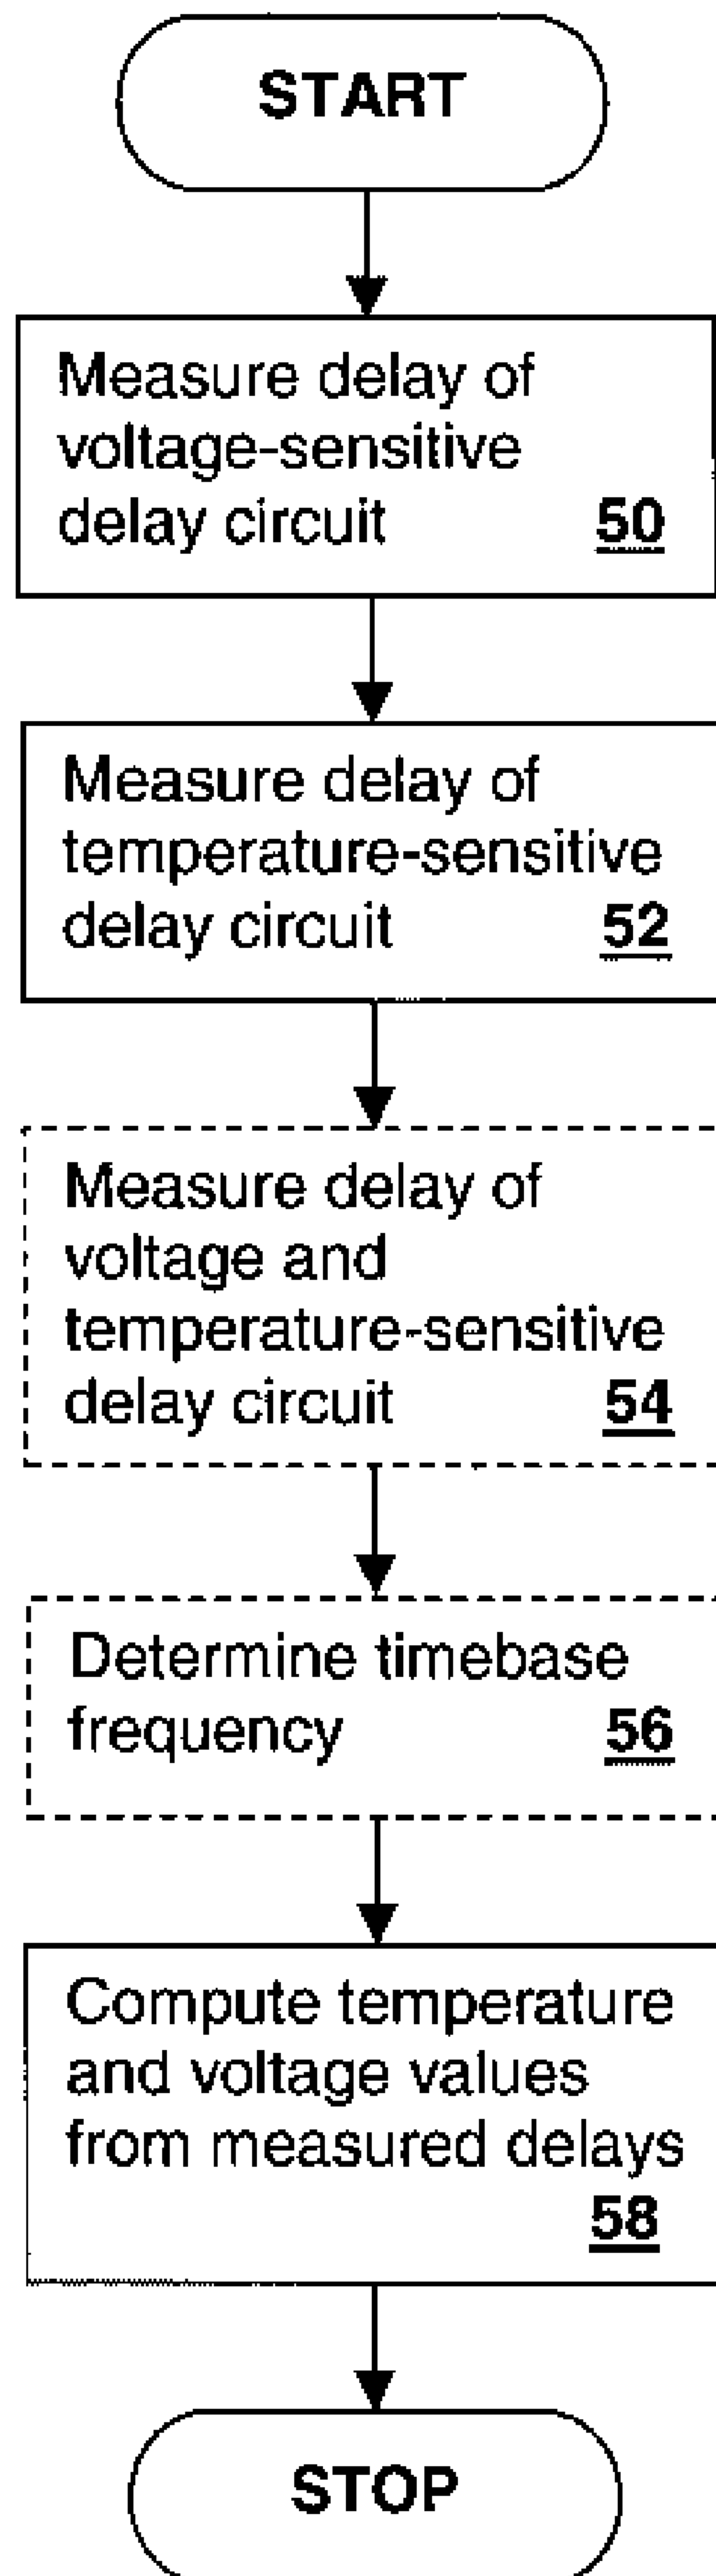 START
Measure delay of
voltage-sensitive
delay circuit 50
Measure delay of
temperature-sensitive
delay circuit 52
Measure delay of
voltage and
temperature-sensitive
delay circuit 54
Determine timebase
frequency 56
Compute temperature
and voltage values
from measured delays
58
STOP